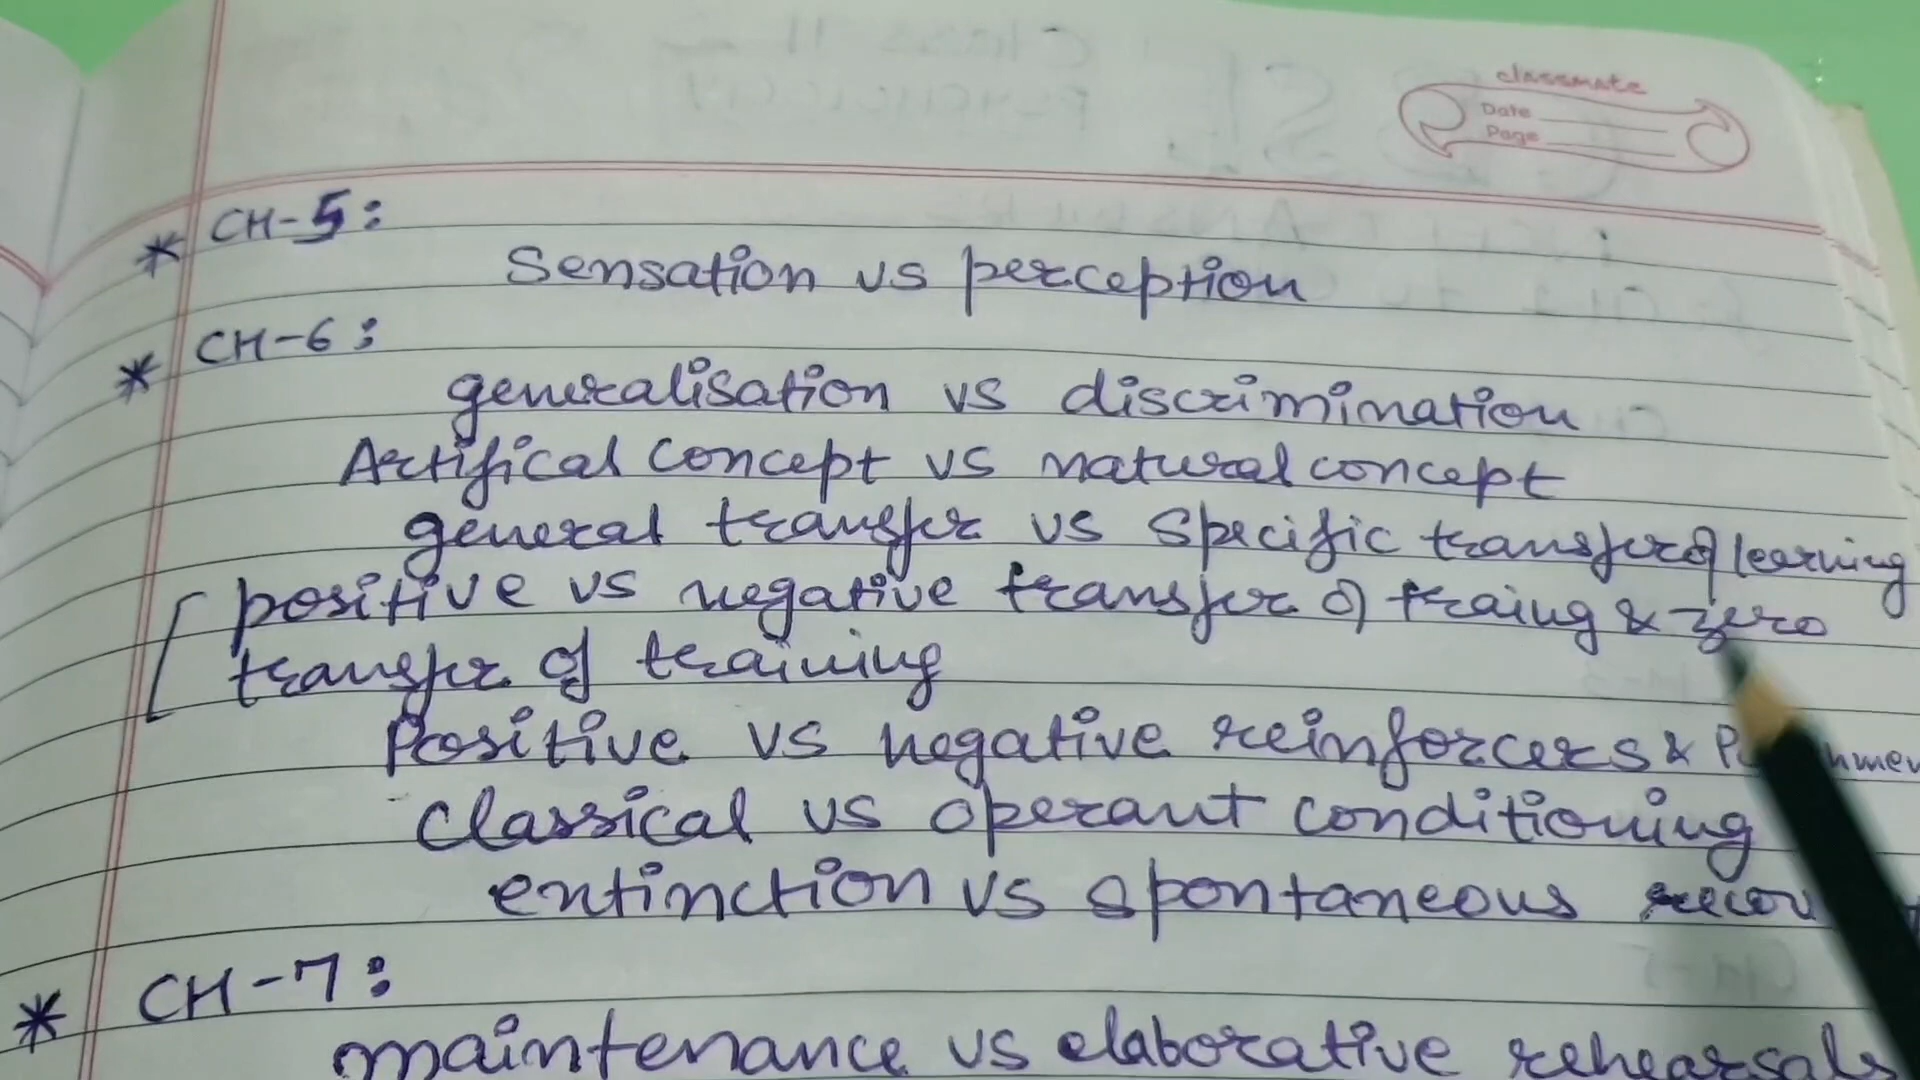 classmate
Date
Page
* CH-5:
Sensation vs perception
* CH-6:
generalisation vs discrimination
Artifical concept vs natural concept
general transfer vs specific transfer of learning
positive vs negative transfer of traing & zero
transfer of training
Positive vs negative reinforcers &
classical vs operant conditioning
extinction vs spontaneous
* CH-7:
maintenance vs elaborative rehearsals